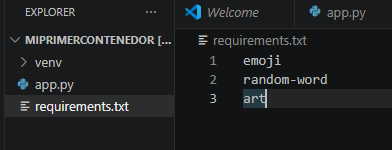 EXPLORER
MIPRIMERCONTENEDOR [...
venv
app.py
requirements.txt
Welcome
app.py
requirements.txt
1 emoji
2 random-word
3 art